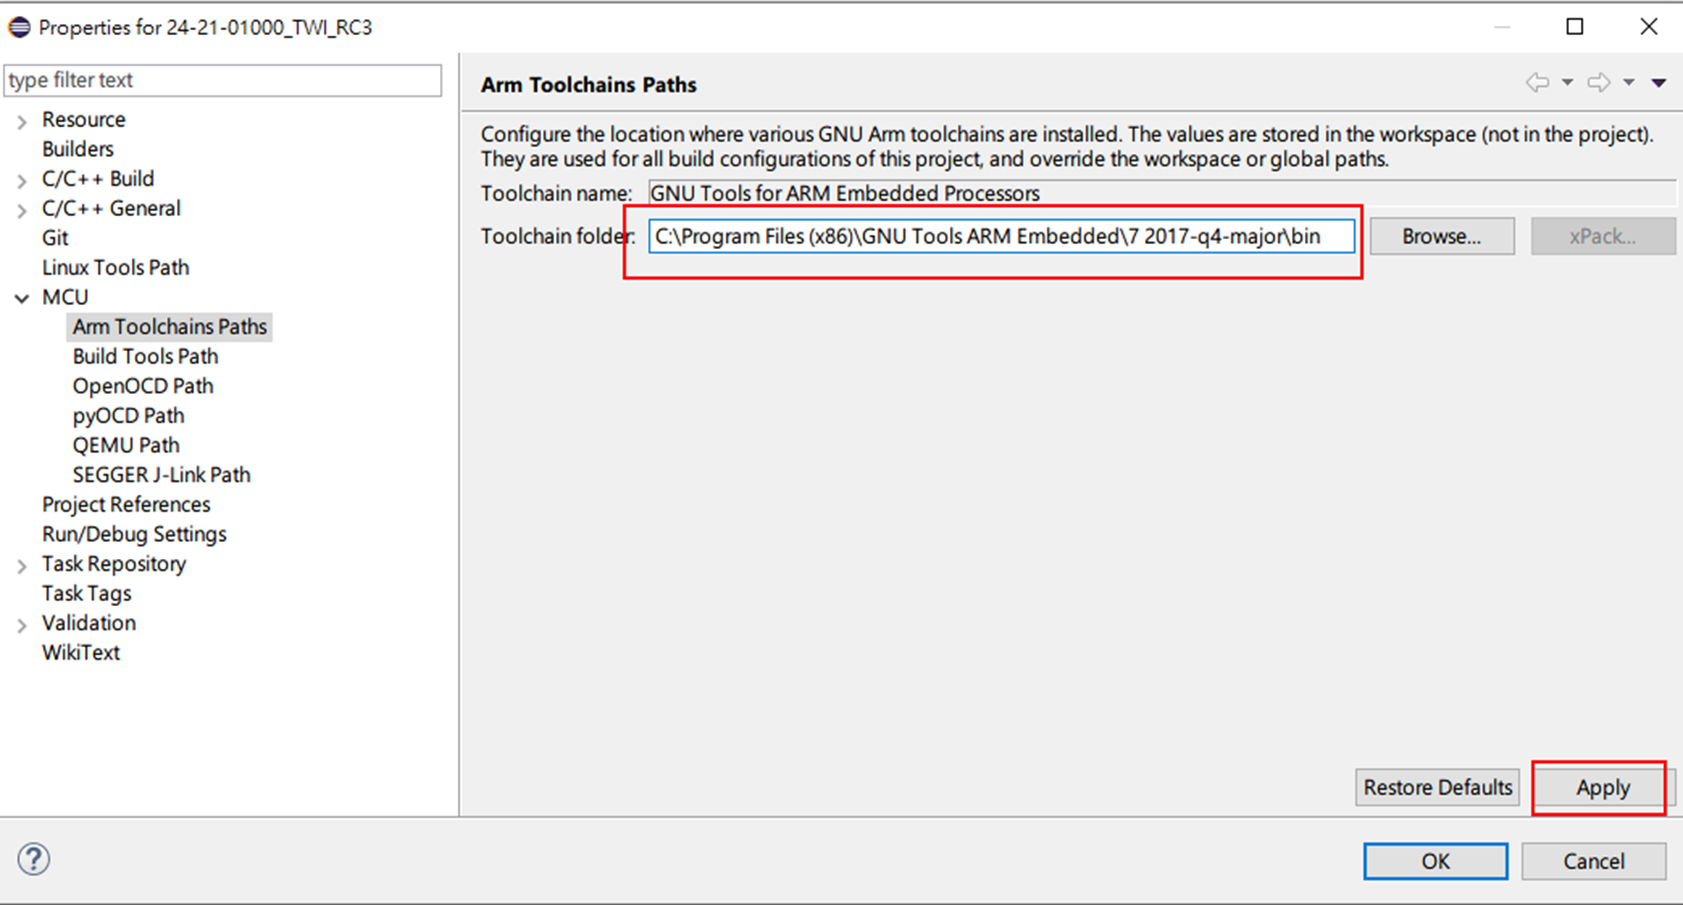 Properties for 24-21-01000_TWI_RC3
type filter text
Resource
Builders
C/C++ Build
C/C++ General
Git
Linux Tools Path
MCU
Arm Toolchains Paths
Build Tools Path
OpenOCD Path
pyOCD Path
QEMU Path
SEGGER J-Link Path
Project References
Run/Debug Settings
Task Repository
Task Tags
Validation
WikiText
Arm Toolchains Paths
Configure the location where various GNU Arm toolchains are installed. The values are stored in the workspace (not in the project).
They are used for all build configurations of this project, and override the workspace or global paths.
Toolchain name: GNU Tools for ARM Embedded Processors
Toolchain folder: C:\Program Files (x86)\GNU Tools ARM Embedded\7 2017-q4-major\bin Browse... xPack...
Restore Defaults Apply
? OK Cancel